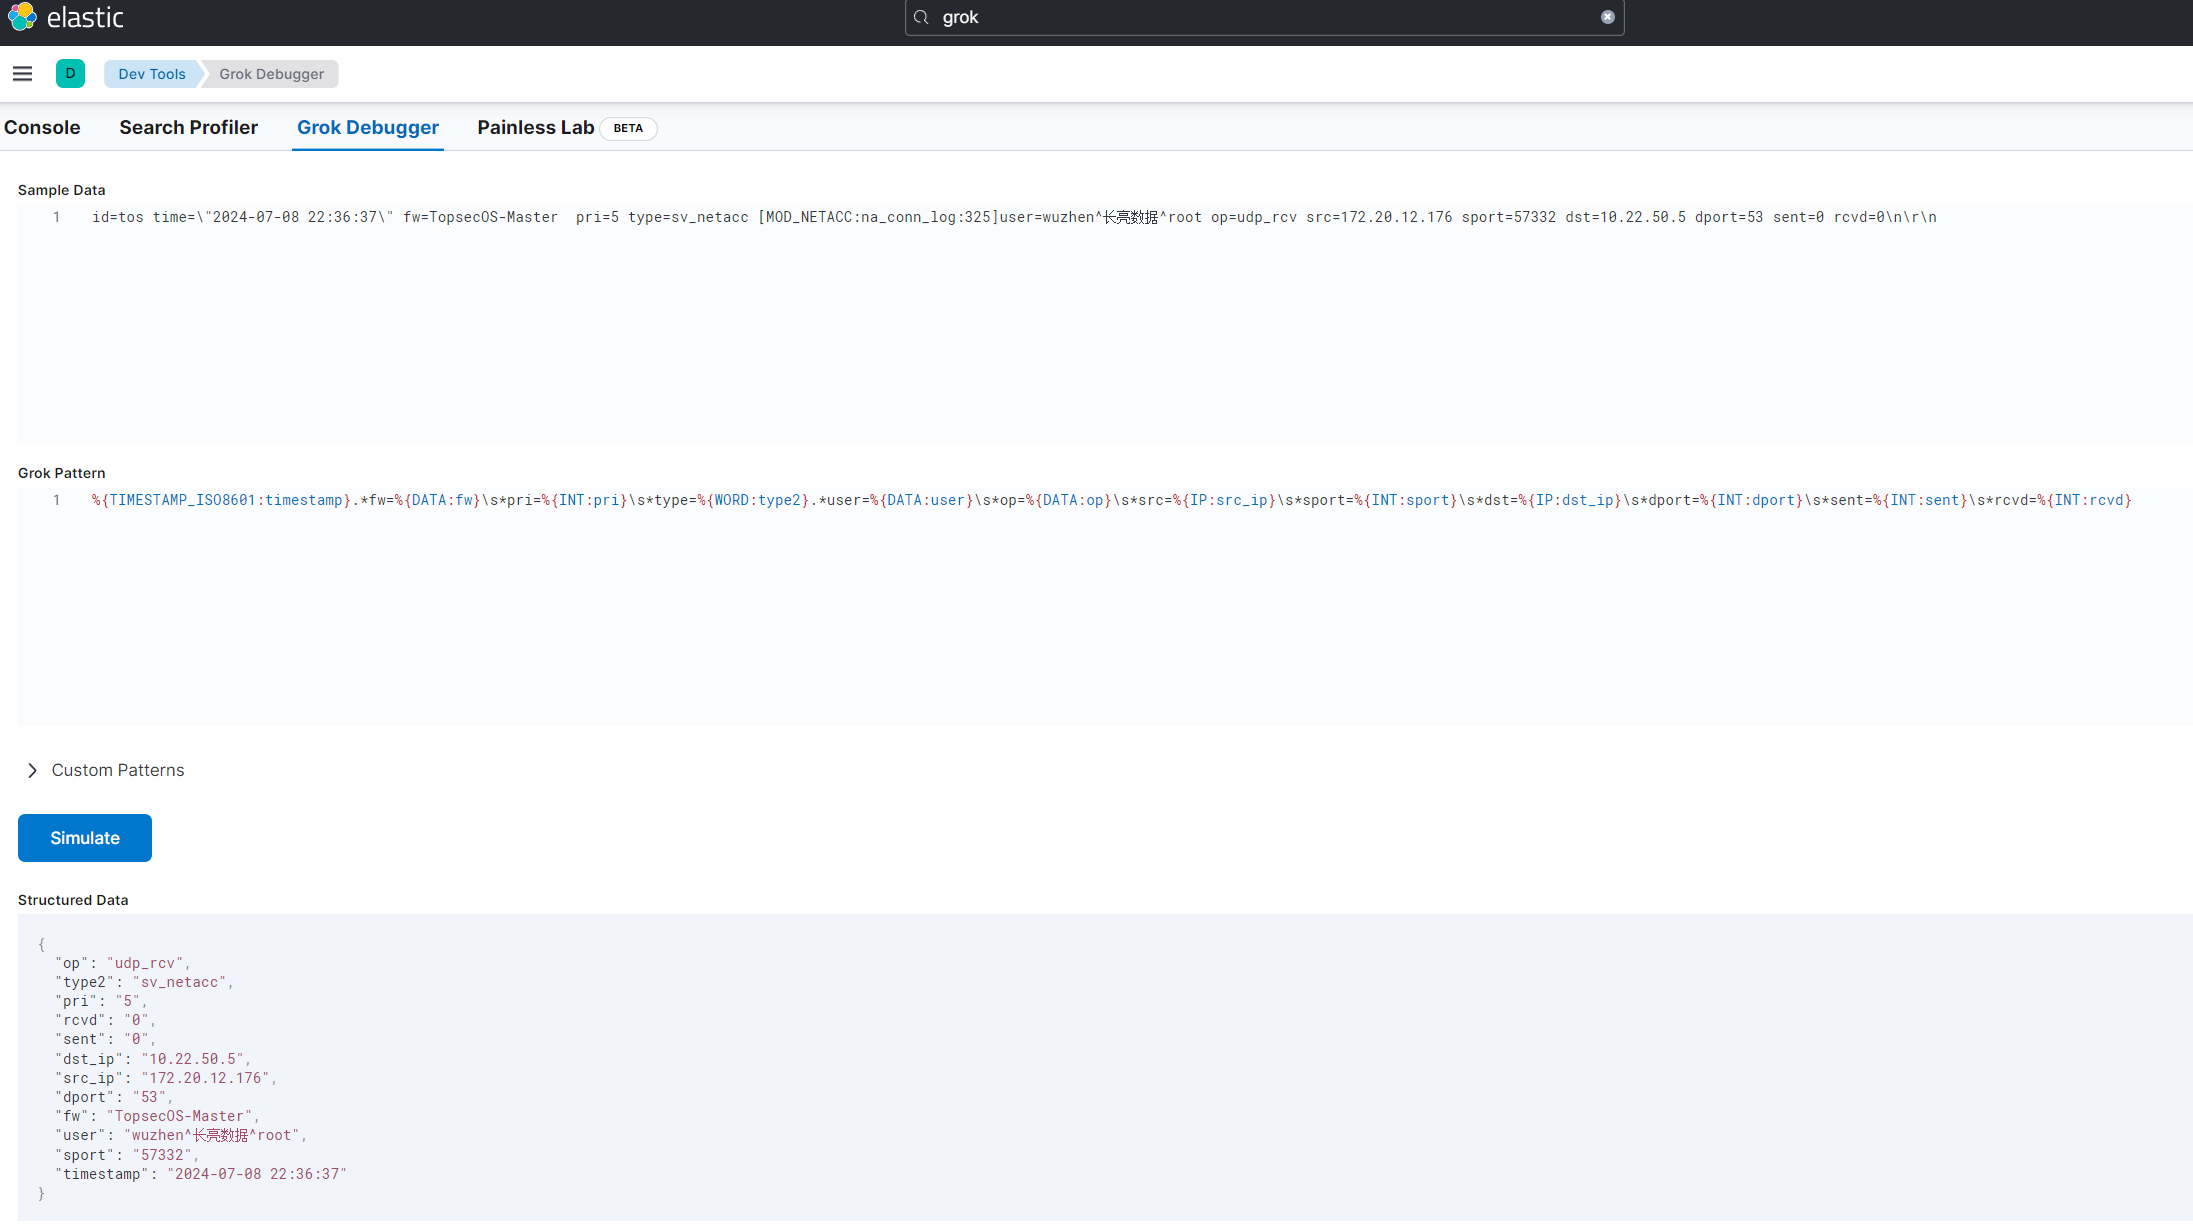 elastic
grok
D
Dev Tools
Grok Debugger
Console
Search Profiler
Grok Debugger
Painless Lab
BETA
Sample Data
1 id=tos time=\"2024-07-08 22:36:37\" fw=TopsecOS-Master  pri=5 type=sv_netacc [MOD_NETACC:na_conn_log:325]user=wuzhen^长亮数据^root op=udp_rcv src=172.20.12.176 sport=57332 dst=10.22.50.5 dport=53 sent=0 rcvd=0\n\r\n
Grok Pattern
1 %{TIMESTAMP_ISO8601:timestamp}.*fw=%{DATA:fw}\s*pri=%{INT:pri}\s*type=%{WORD:type2}.*user=%{DATA:user}\s*op=%{DATA:op}\s*src=%{IP:src_ip}\s*sport=%{INT:sport}\s*dst=%{IP:dst_ip}\s*dport=%{INT:dport}\s*sent=%{INT:sent}\s*rcvd=%{INT:rcvd}
Custom Patterns
Simulate
Structured Data
{
"op": "udp_rcv",
"type2": "sv_netacc",
"pri": "5",
"rcvd": "0",
"sent": "0",
"dst_ip": "10.22.50.5",
"src_ip": "172.20.12.176",
"dport": "53",
"fw": "TopsecOS-Master",
"user": "wuzhen^长亮数据^root",
"sport": "57332",
"timestamp": "2024-07-08 22:36:37"
}